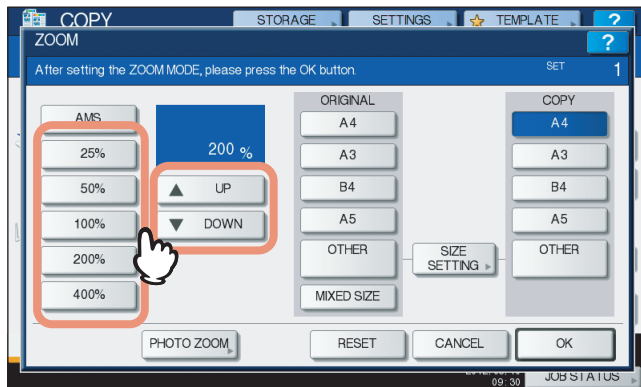 COPY
STORAGE
SETTINGS
TEMPLATE
?
ZOOM
?
After setting the ZOOM MODE, please press the OK button.
SET 1
ORIGINAL
COPY
AMS
25%
50%
100%
200%
400%
200 %
UP
DOWN
A4
A3
B4
A5
OTHER
MIXED SIZE
SIZE
SETTING
A4
A3
B4
A5
OTHER
PHOTO ZOOM
RESET
CANCEL
OK
09:30
JOB STATUS